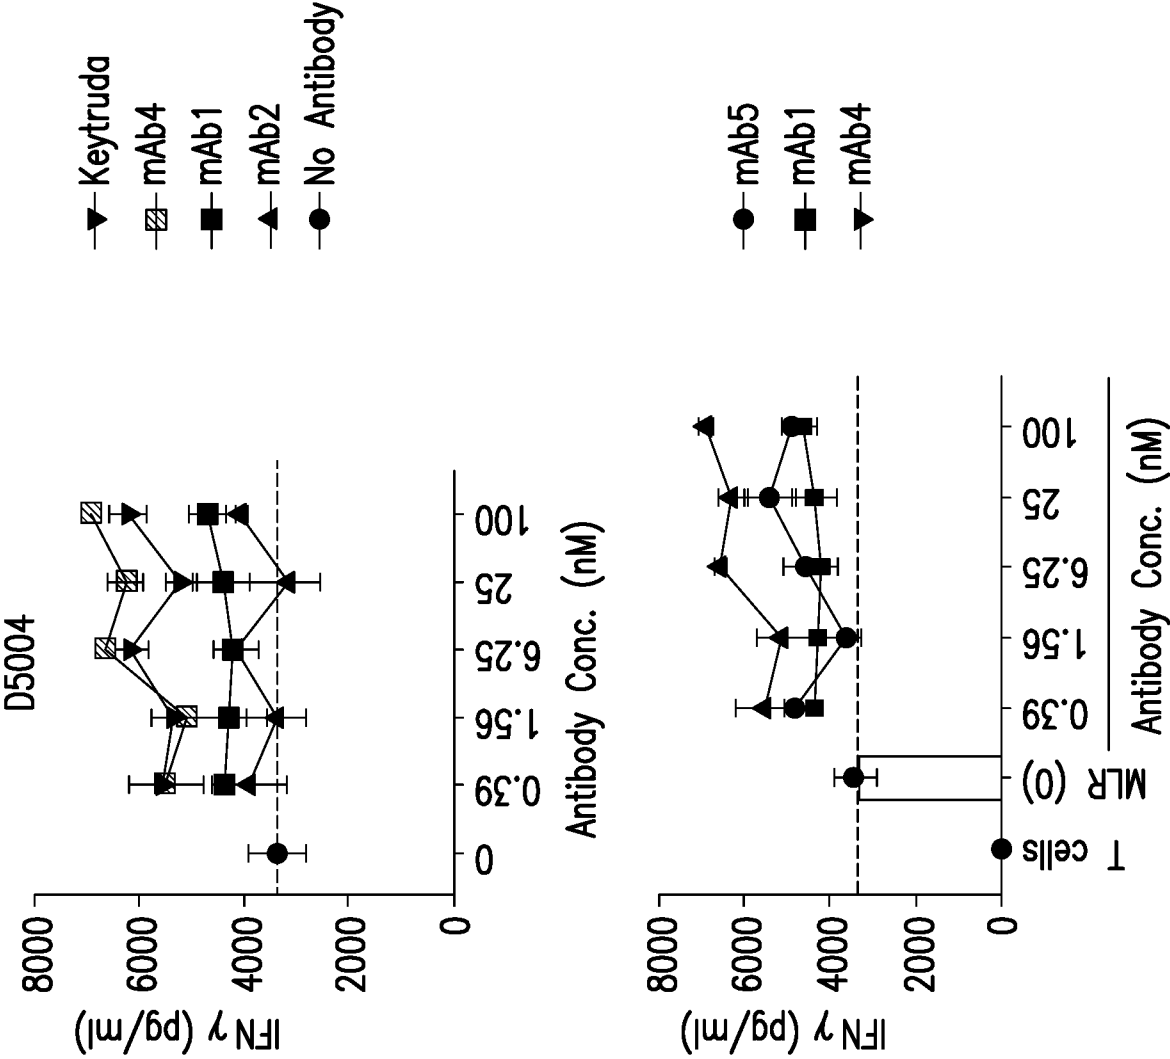 D5004
8000
6000
4000
2000
0
IFNγ (pg/ml)
0
0.39
1.56
6.25
25
100
Antibody Conc. (nM)
Keytruda
mAb4
mAb1
mAb2
No Antibody
8000
6000
4000
2000
0
IFNγ (pg/ml)
T cells
MLR (0)
0.39
1.56
6.25
25
100
Antibody Conc. (nM)
mAb5
mAb1
mAb4